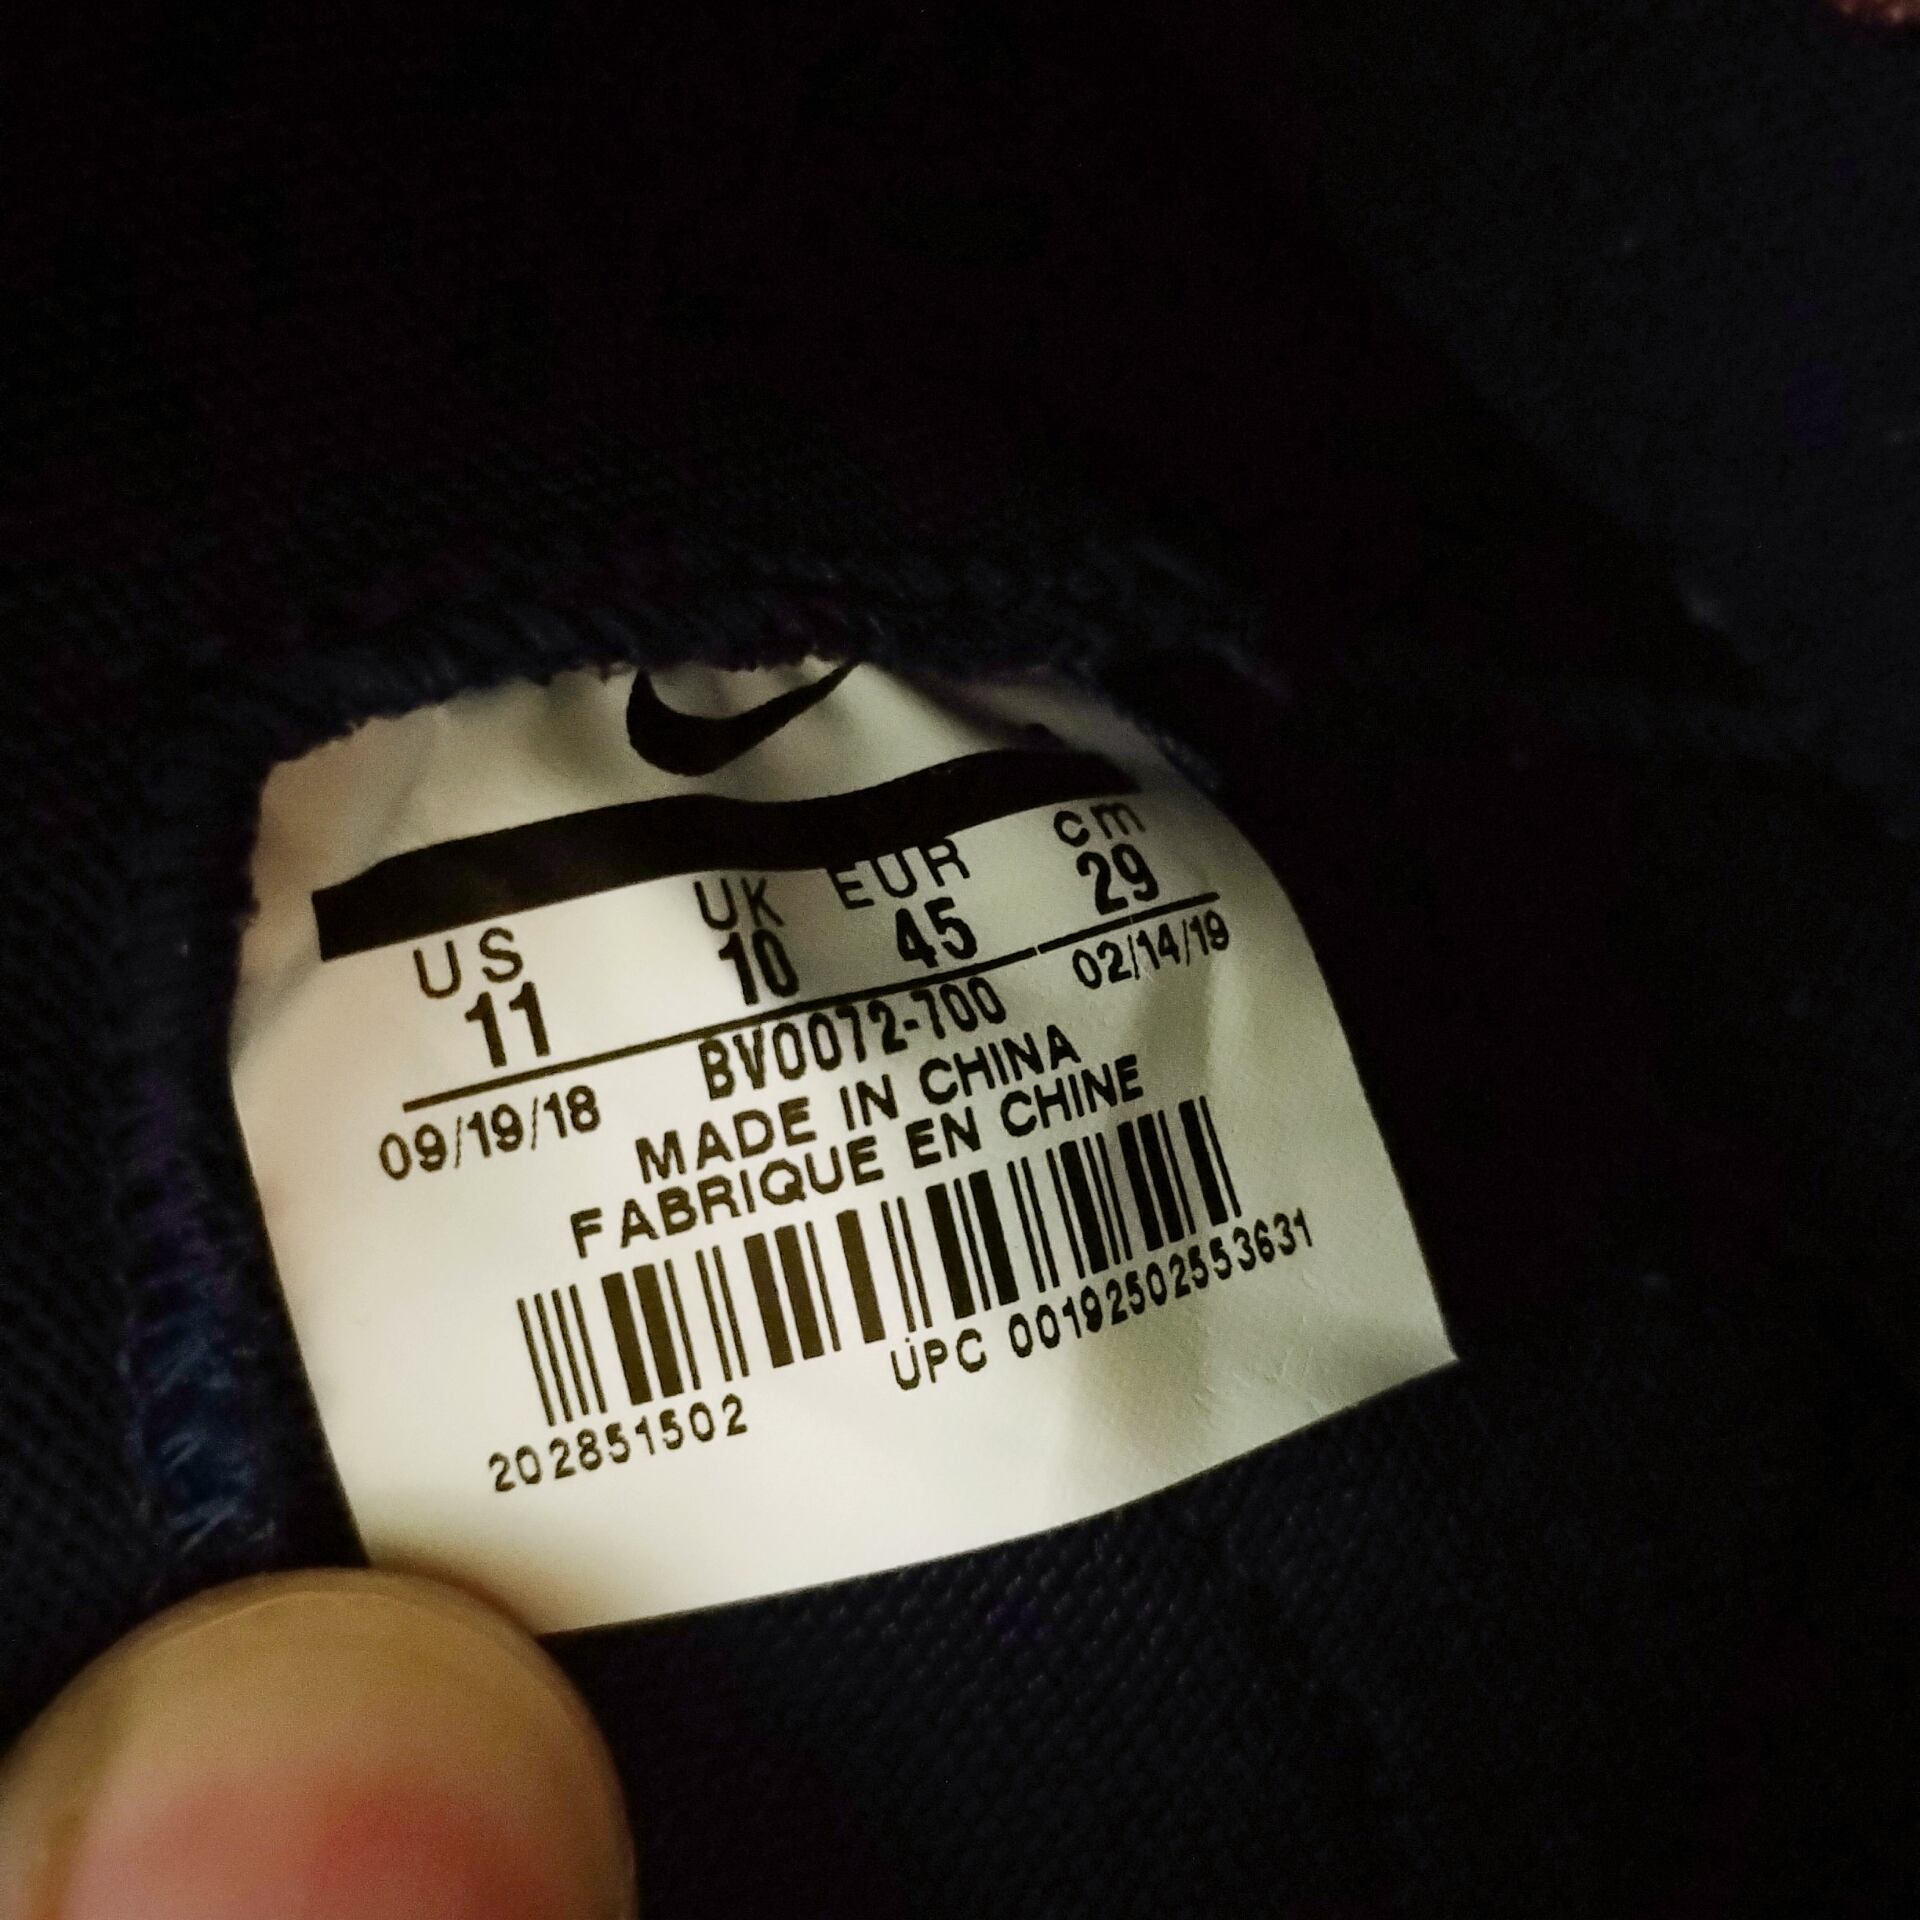 US UK EUR cm
11 10 45 29
09/19/18 BV0072-700 02/14/19
MADE IN CHINA
FABRIQUE EN CHINE
202851502 UPC 00192502553631